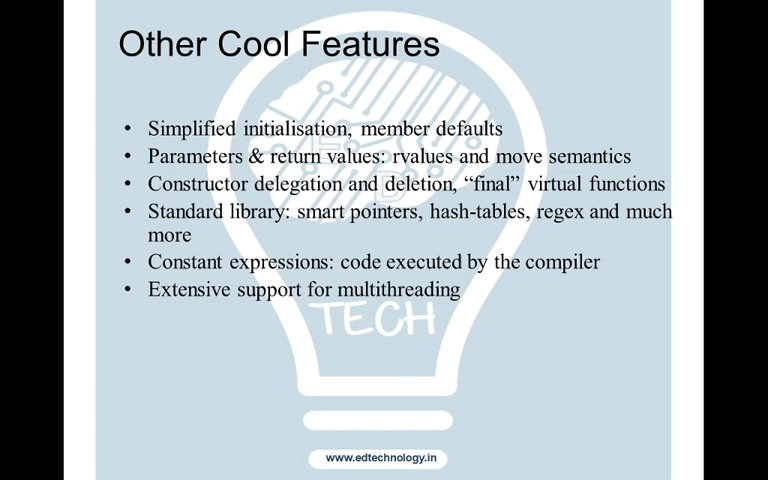 Other Cool Features
• Simplified initialisation, member defaults
• Parameters & return values: rvalues and move semantics
• Constructor delegation and deletion, “final” virtual functions
• Standard library: smart pointers, hash-tables, regex and much
more
• Constant expressions: code executed by the compiler
• Extensive support for multithreading
TECH
www.edtechnology.in